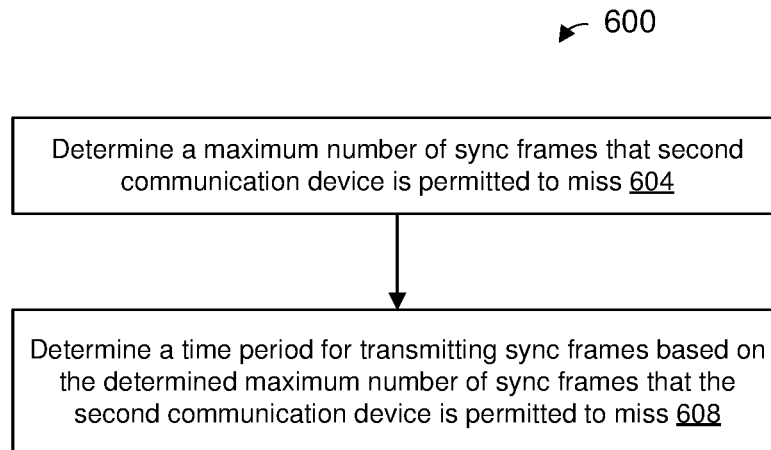 600
Determine a maximum number of sync frames that second
communication device is permitted to miss 604
Determine a time period for transmitting sync frames based on
the determined maximum number of sync frames that the
second communication device is permitted to miss 608